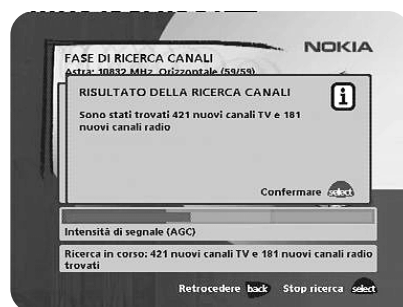 NOKIA
FASE DI RICERCA CANALI
Astra: 10832 MHz, Orizzontale (59/59)
RISULTATO DELLA RICERCA CANALI
Sono stati trovati 421 nuovi canali TV e 181
nuovi canali radio
Confermare select
Intensità di segnale (AGC)
Ricerca in corso: 421 nuovi canali TV e 181 nuovi canali radio
trovati
Retrocedere back Stop ricerca select